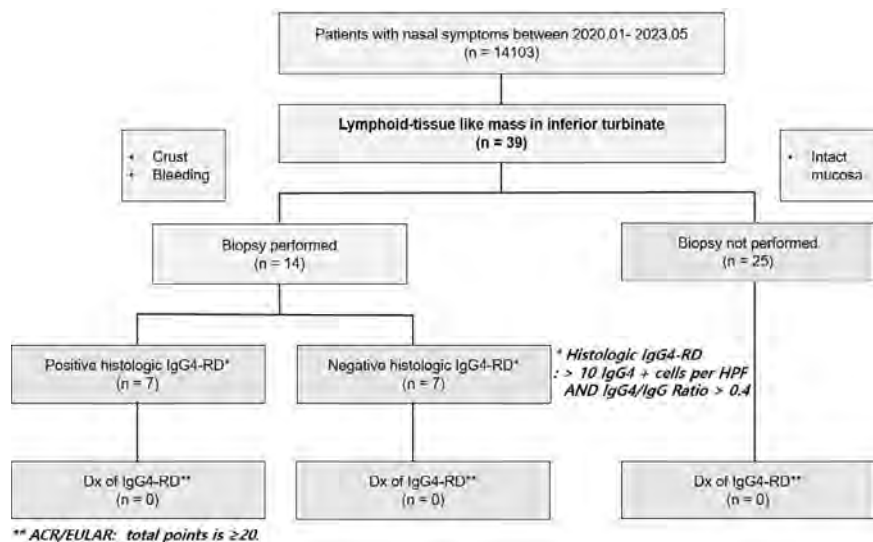 Patients with nasal symptoms between 2020.01- 2023.05
(n = 14103)
Lymphoid-tissue like mass in inferior turbinate
(n = 39)
• Crust
• Bleeding
• Intact
mucosa
Biopsy performed
(n = 14)
Biopsy not performed
(n = 25)
Positive histologic IgG4-RD*
(n = 7)
Negative histologic IgG4-RD*
(n = 7)
* Histologic IgG4-RD
: > 10 IgG4 + cells per HPF
AND IgG4/IgG Ratio > 0.4
Dx of IgG4-RD**
(n = 0)
Dx of IgG4-RD**
(n = 0)
Dx of IgG4-RD**
(n = 0)
** ACR/EULAR: total points is ≥20.